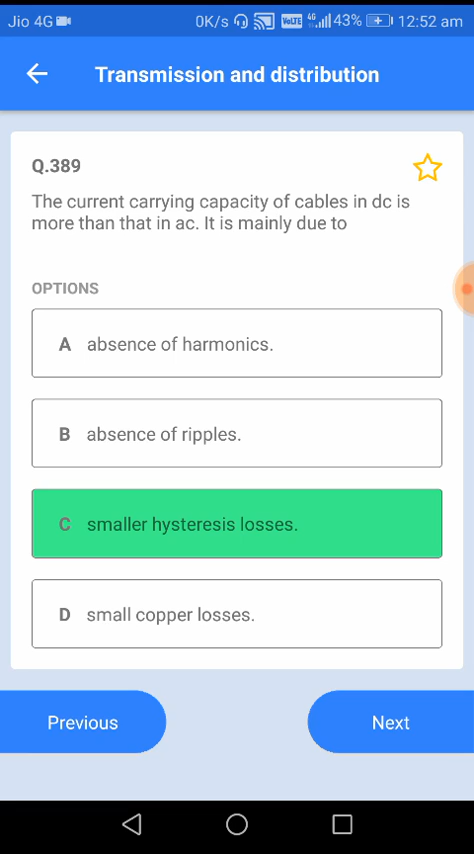 Jio 4G 0K/s VoLTE 4G 43% 12:52 am
Transmission and distribution
Q.389
The current carrying capacity of cables in dc is
more than that in ac. It is mainly due to
OPTIONS
A absence of harmonics.
B absence of ripples.
C smaller hysteresis losses.
D small copper losses.
Previous Next